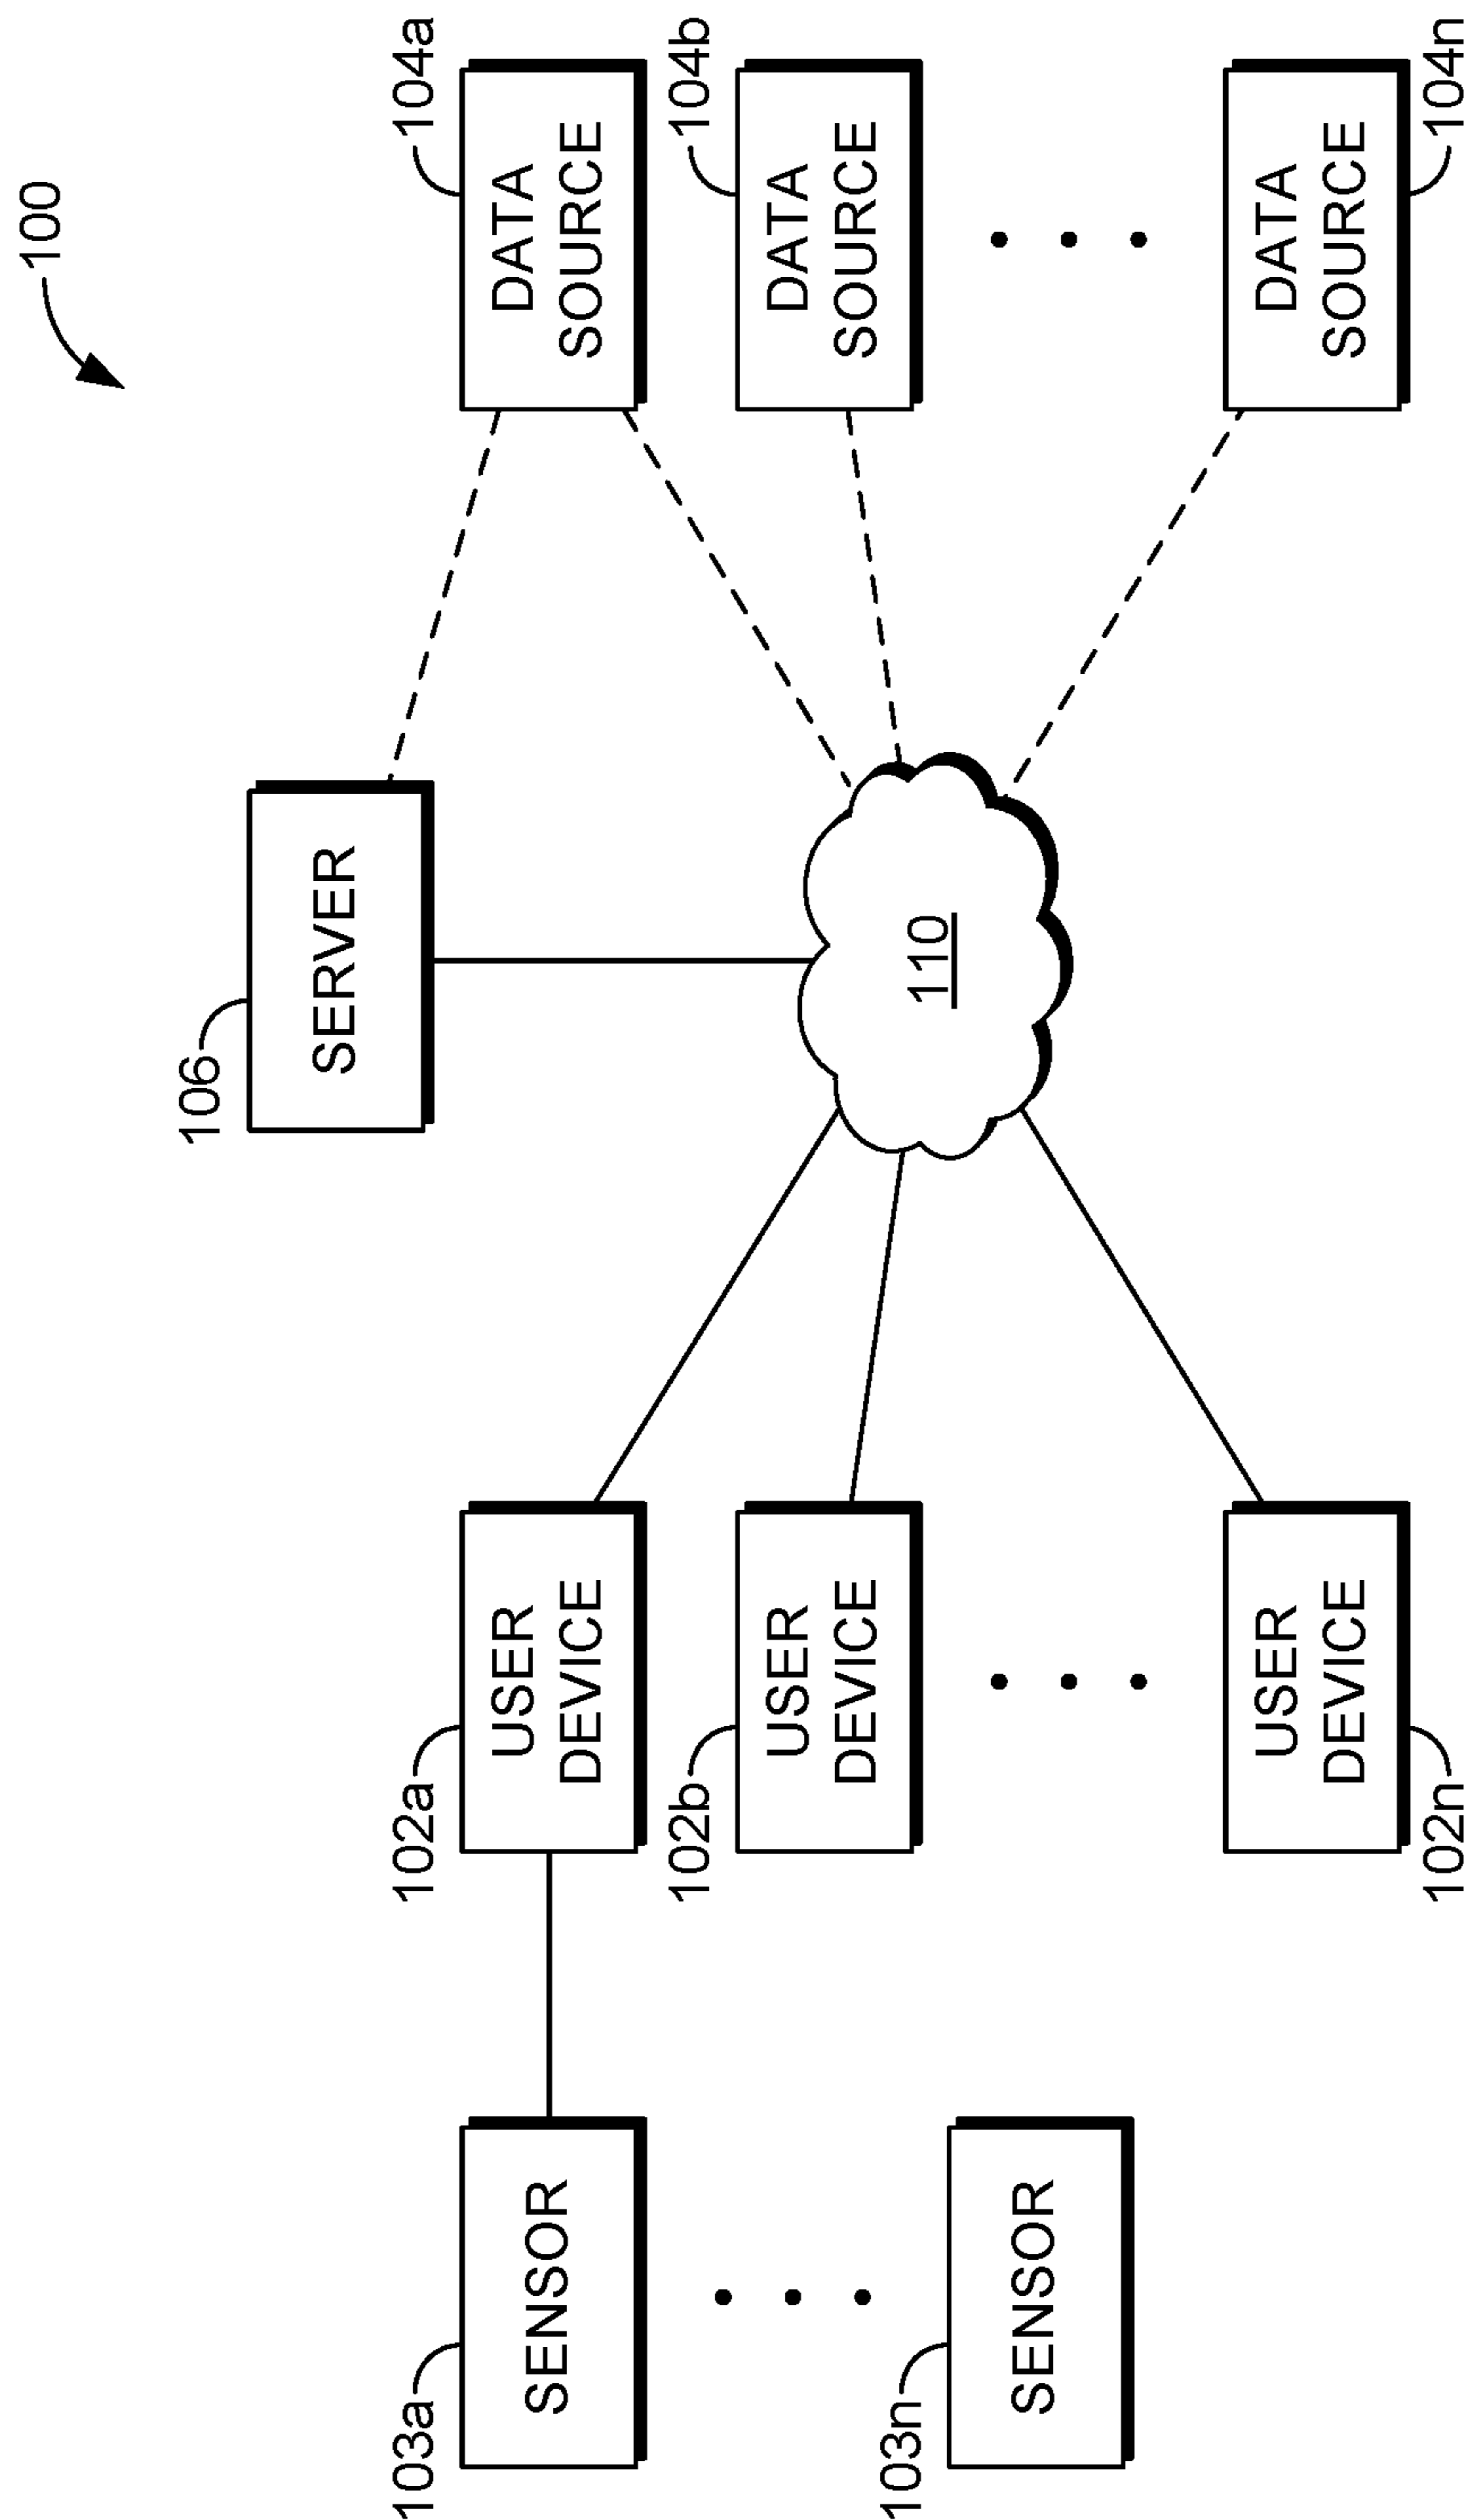 100
106
SERVER
103a
SENSOR
102a
USER
DEVICE
104a
DATA
SOURCE
102b
USER
DEVICE
104b
DATA
SOURCE
110
103n
SENSOR
USER
DEVICE
102n
DATA
SOURCE
104n